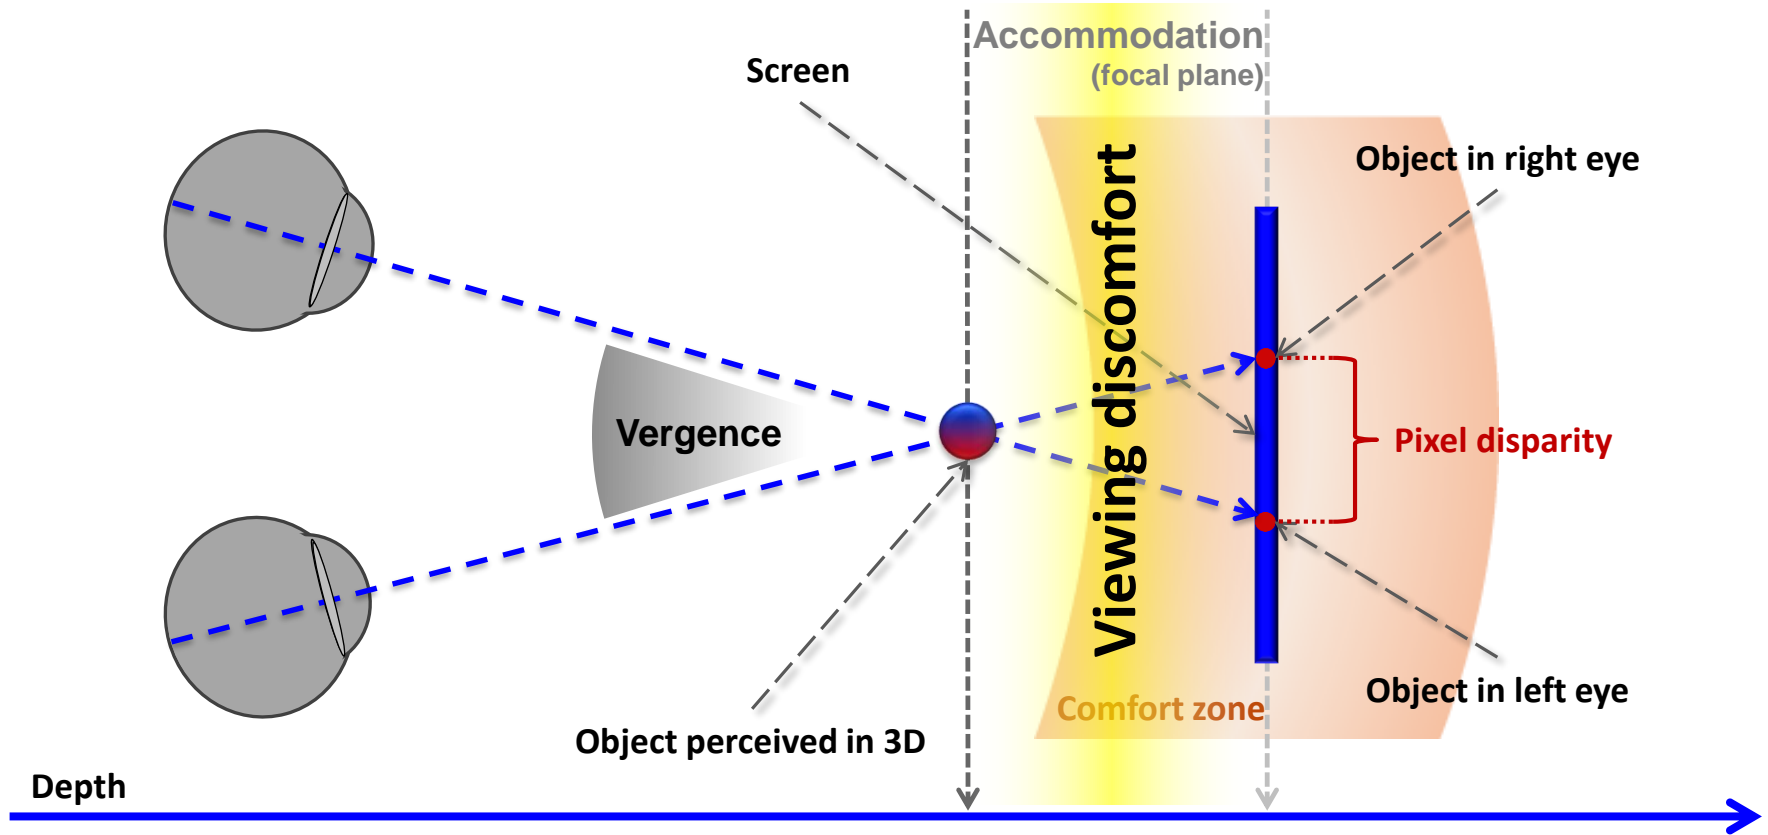 Accommodation
(focal plane)
Screen
Object in right eye
Viewing discomfort
Vergence
Pixel disparity
Object in left eye
Comfort zone
Object perceived in 3D
Depth